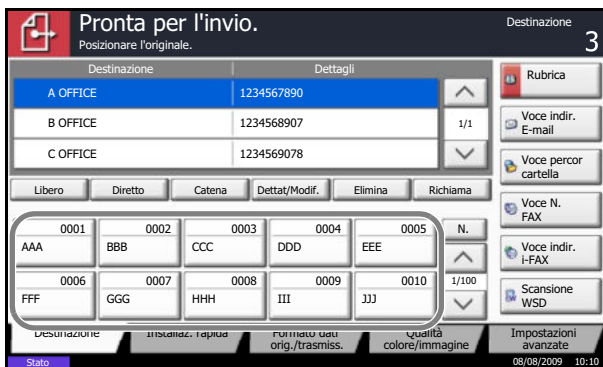 Pronta per l'invio.
Posizionare l'originale.
Destinazione
3
Destinazione Dettagli
A OFFICE 1234567890
B OFFICE 1234568907
1/1
C OFFICE 1234569078
Libero Diretto Catena Dettat/Modif. Elimina Richiama
0001 0002 0003 0004 0005
AAA BBB CCC DDD EEE
N.
0006 0007 0008 0009 0010
FFF GGG HHH III JJJ
1/100
Rubrica
Voce indir.
E-mail
Voce percor
cartella
Voce N.
FAX
Voce indir.
i-FAX
Scansione
WSD
Destinazione
Installaz. rapida
Formato dati
orig./trasmiss.
Qualità
colore/immagine
Impostazioni
avanzate
Stato
08/08/2009 10:10